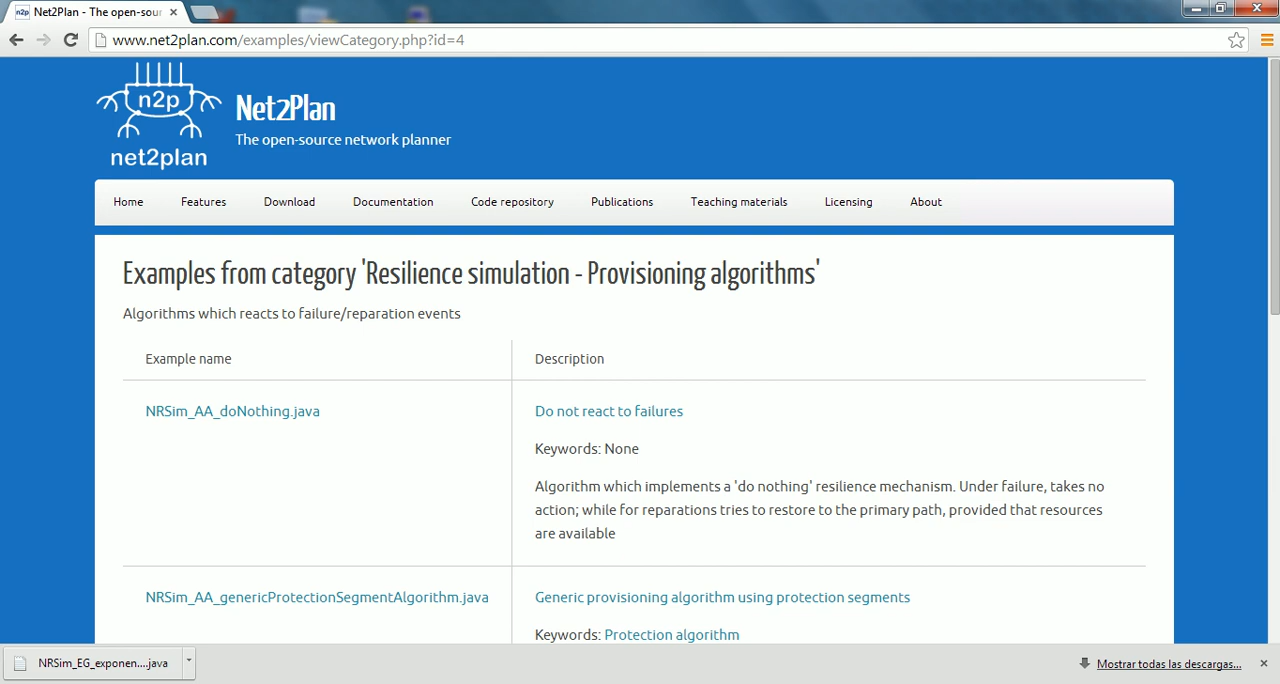 n2p Net2Plan - The open-sour
www.net2plan.com/examples/viewCategory.php?id=4
n2p
net2plan
Net2Plan
The open-source network planner
Home Features Download Documentation Code repository Publications Teaching materials Licensing About
Examples from category 'Resilience simulation - Provisioning algorithms'
Algorithms which reacts to failure/reparation events
Example name Description
NRSim_AA_doNothing.java Do not react to failures
Keywords: None
Algorithm which implements a 'do nothing' resilience mechanism. Under failure, takes no
action; while for reparations tries to restore to the primary path, provided that resources
are available
NRSim_AA_genericProtectionSegmentAlgorithm.java Generic provisioning algorithm using protection segments
Keywords: Protection algorithm
NRSim_EG_exponen....java Mostrar todas las descargas...